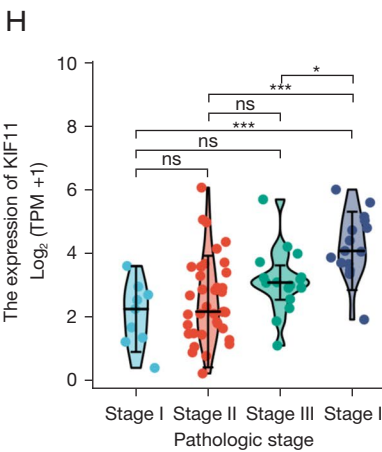 H
The expression of KIF11
Log2 (TPM +1)
10
8
6
4
2
0
*
***
ns
***
ns
ns
Stage I Stage II Stage III Stage I
Pathologic stage